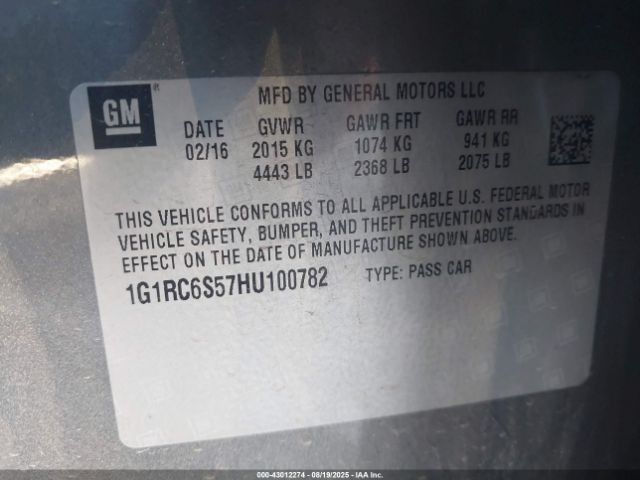 GM
®
MFD BY GENERAL MOTORS LLC
DATE GVWR GAWR FRT GAWR RR
02/16 2015 KG 1074 KG 941 KG
4443 LB 2368 LB 2075 LB
THIS VEHICLE CONFORMS TO ALL APPLICABLE U.S. FEDERAL MOTOR
VEHICLE SAFETY, BUMPER, AND THEFT PREVENTION STANDARDS IN
EFFECT ON THE DATE OF MANUFACTURE SHOWN ABOVE.
1G1RC6S57HU100782 TYPE: PASS CAR
000-43012274 - 08/19/2025 - IAA Inc.